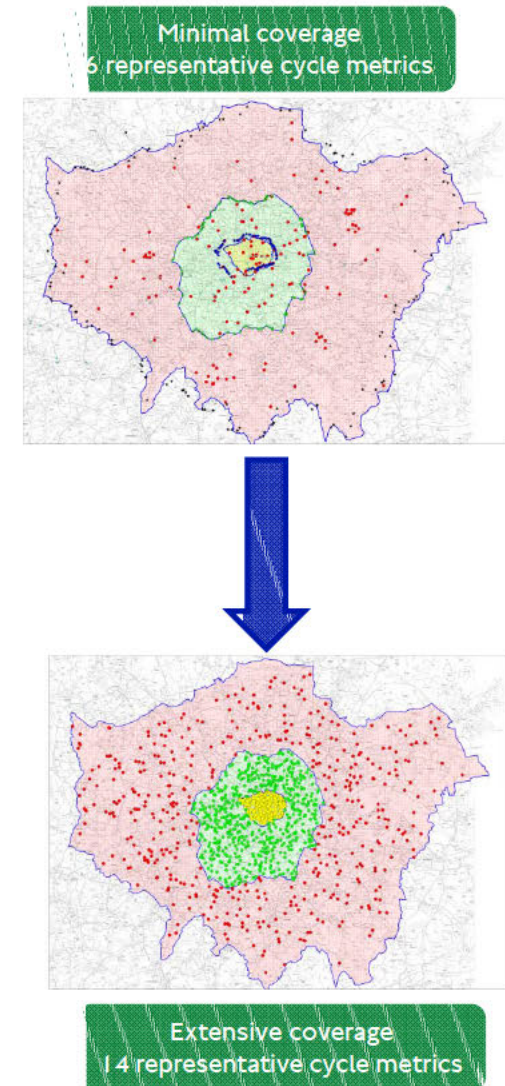 Minimal coverage
6 representative cycle metrics
Extensive coverage
14 representative cycle metrics